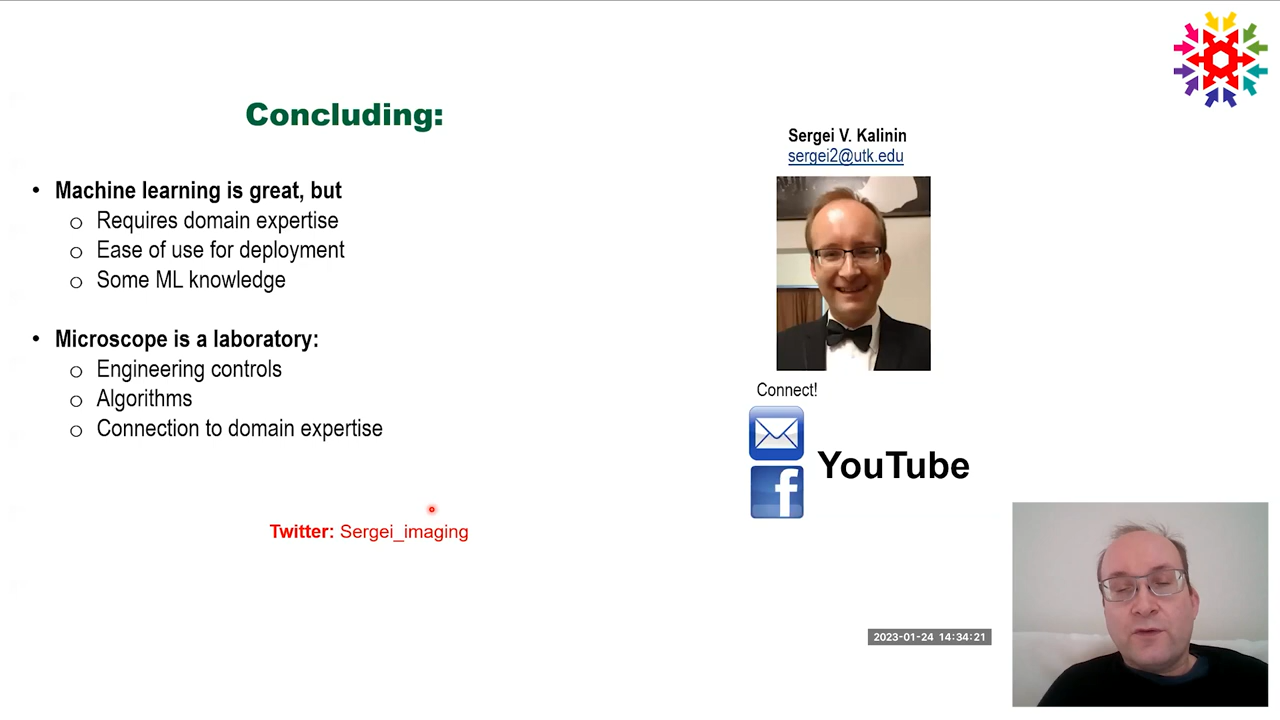 Concluding:
• Machine learning is great, but
o Requires domain expertise
o Ease of use for deployment
o Some ML knowledge
• Microscope is a laboratory:
o Engineering controls
o Algorithms
o Connection to domain expertise
Twitter: Sergei_imaging
Sergei V. Kalinin
sergei2@utk.edu
Connect!
f
YouTube
2023-01-24 14:34:21